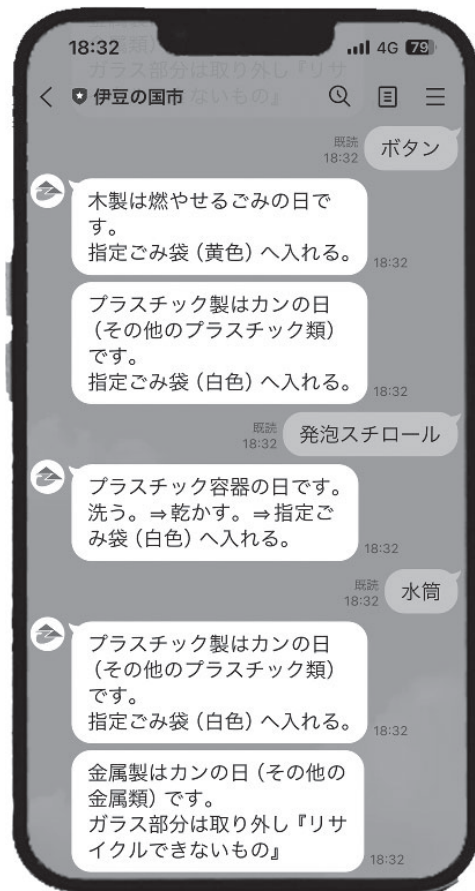 18:32
4G 79
伊豆の国市
既読
18:32
ボタン
木製は燃やせるごみの日で
す。
指定ごみ袋(黄色)へ入れる。
18:32
プラスチック製はカンの日
(その他のプラスチック類)
です。
指定ごみ袋(白色)へ入れる。
18:32
既読
18:32
発泡スチロール
プラスチック容器の日です。
洗う。⇒乾かす。⇒指定ご
み袋(白色)へ入れる。
18:32
既読
18:32
水筒
プラスチック製はカンの日
(その他のプラスチック類)
です。
指定ごみ袋(白色)へ入れる。
18:32
金属製はカンの日(その他の
金属類)です。
ガラス部分は取り外し『リサ
イクルできないもの』
18:32